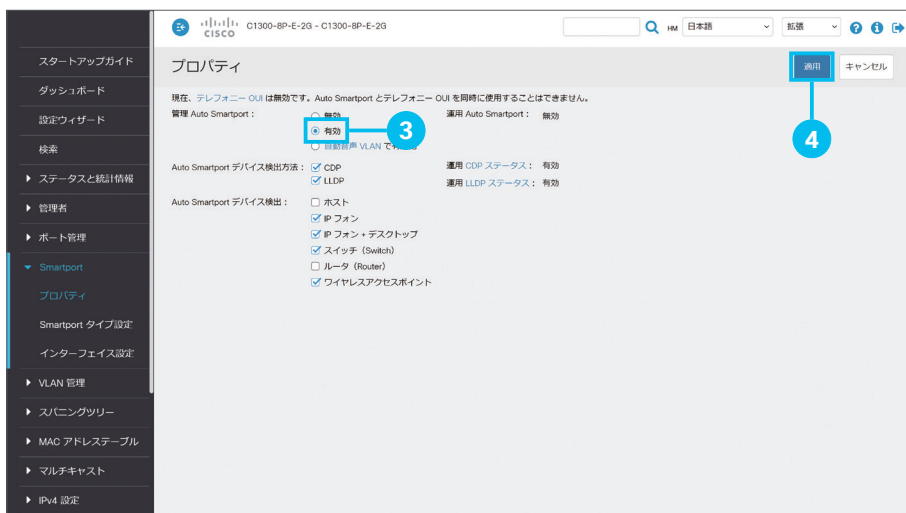 CISCO
C1300-8P-E-2G - C1300-8P-E-2G
HM 日本語 拡張
スタートアップガイド
ダッシュボード
設定ウィザード
検索
ステータスと統計情報
管理者
ポート管理
Smartport
プロパティ
Smartport タイプ設定
インターフェイス設定
VLAN 管理
スパニングツリー
MAC アドレステーブル
マルチキャスト
IPv4 設定
プロパティ
適用 キャンセル
4
現在、テレフォニー OUI は無効です。Auto Smartport とテレフォニー OUI を同時に使用することはできません。
管理 Auto Smartport: 無効 運用 Auto Smartport: 無効
有効
3
自動音声 VLAN で
Auto Smartport デバイス検出方法: CDP 運用 CDP ステータス: 有効
LLDP 運用 LLDP ステータス: 有効
Auto Smartport デバイス検出: ホスト
IP フォン
IP フォン + デスクトップ
スイッチ (Switch)
ルータ (Router)
ワイヤレスアクセスポイント